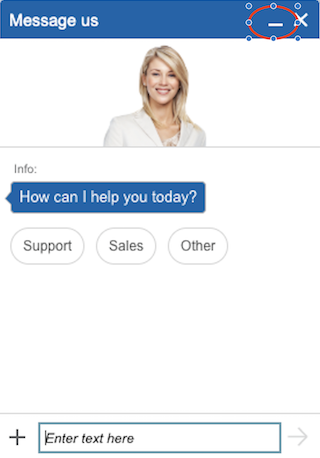 Message us
Info:
How can I help you today?
Support Sales Other
Enter text here